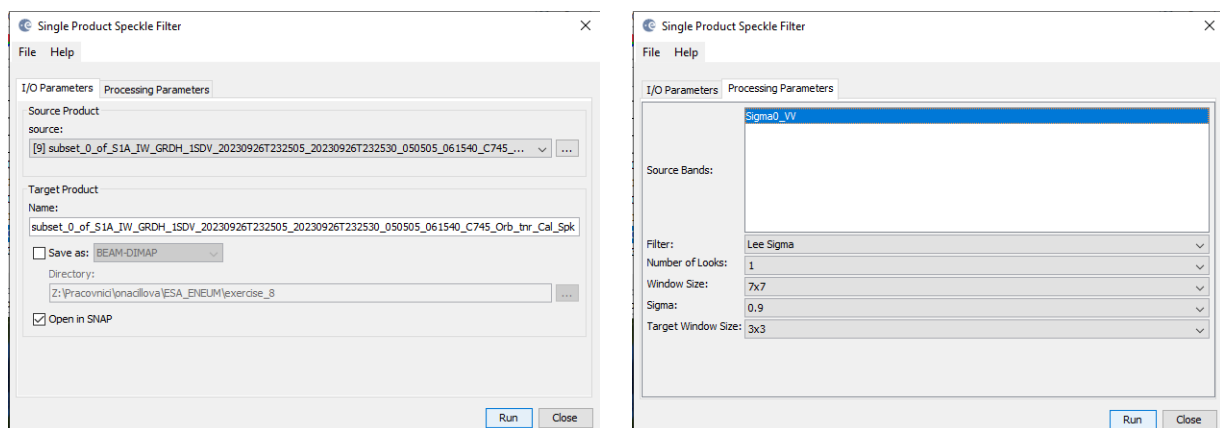 Single Product Speckle Filter
File Help
I/O Parameters Processing Parameters
Source Product
source:
[9] subset_0_of_S1A_IW_GRDH_1SDV_20230926T232505_20230926T232530_050505_061540_C745_... ...
Target Product
Name:
subset_0_of_S1A_IW_GRDH_1SDV_20230926T232505_20230926T232530_050505_061540_C745_Orb_tnr_Cal_Spk
Save as: BEAM-DIMAP
Directory:
Z:\Pracovnici\onacillova\ESA_ENEUM\exercise_8 ...
Open in SNAP
Run Close
Single Product Speckle Filter
File Help
I/O Parameters Processing Parameters
Source Bands: Sigma0_VV
Filter: Lee Sigma
Number of Looks: 1
Window Size: 7x7
Sigma: 0.9
Target Window Size: 3x3
Run Close